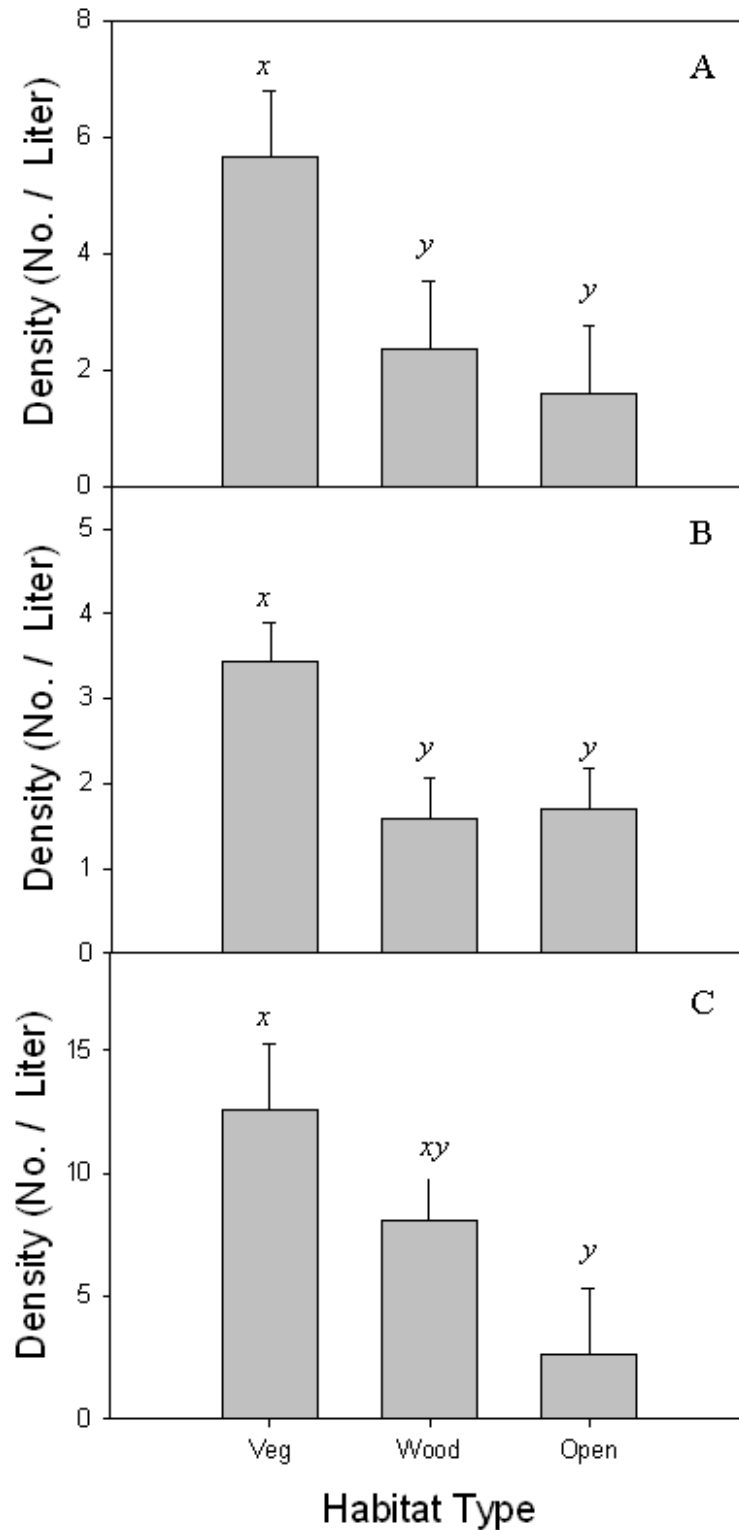 8
6
4
2
0
Density (No. / Liter)
A
x
y
y
5
4
3
2
1
0
Density (No. / Liter)
B
x
y
y
15
10
5
0
Density (No. / Liter)
C
x
xy
y
Veg Wood Open
Habitat Type